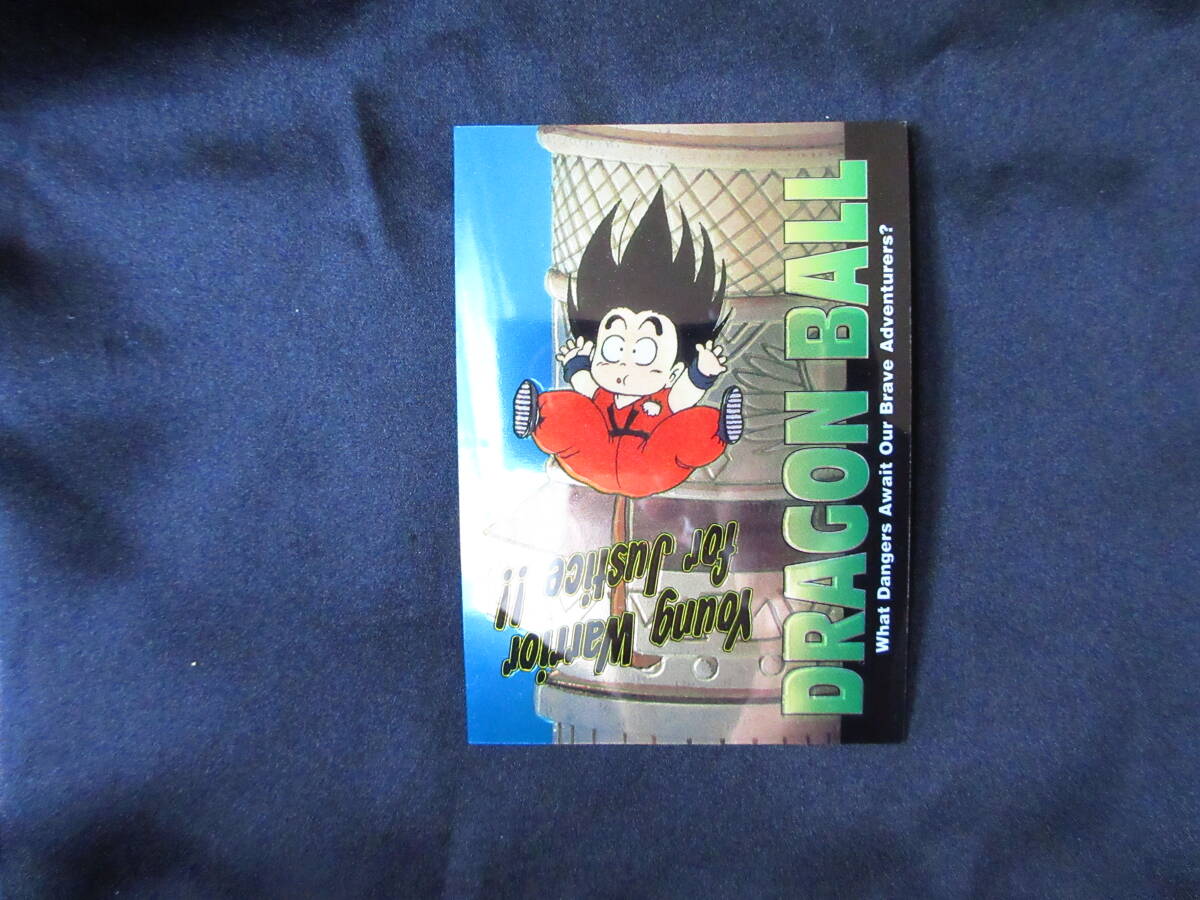 Young Warrior
for Justice !!
DRAGON BALL
What Dangers Await Our Brave Adventurers?